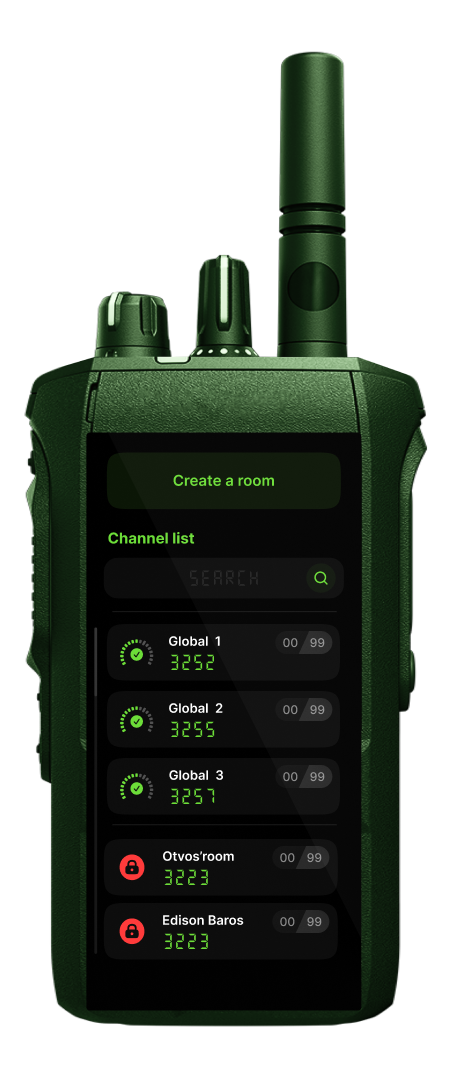 Create a room
Channel list
SEARCH
Global 1
00 99
3252
Global 2
00 99
3255
Global 3
00 99
3257
Otvos'room
00 99
3223
Edison Baros
00 99
3223